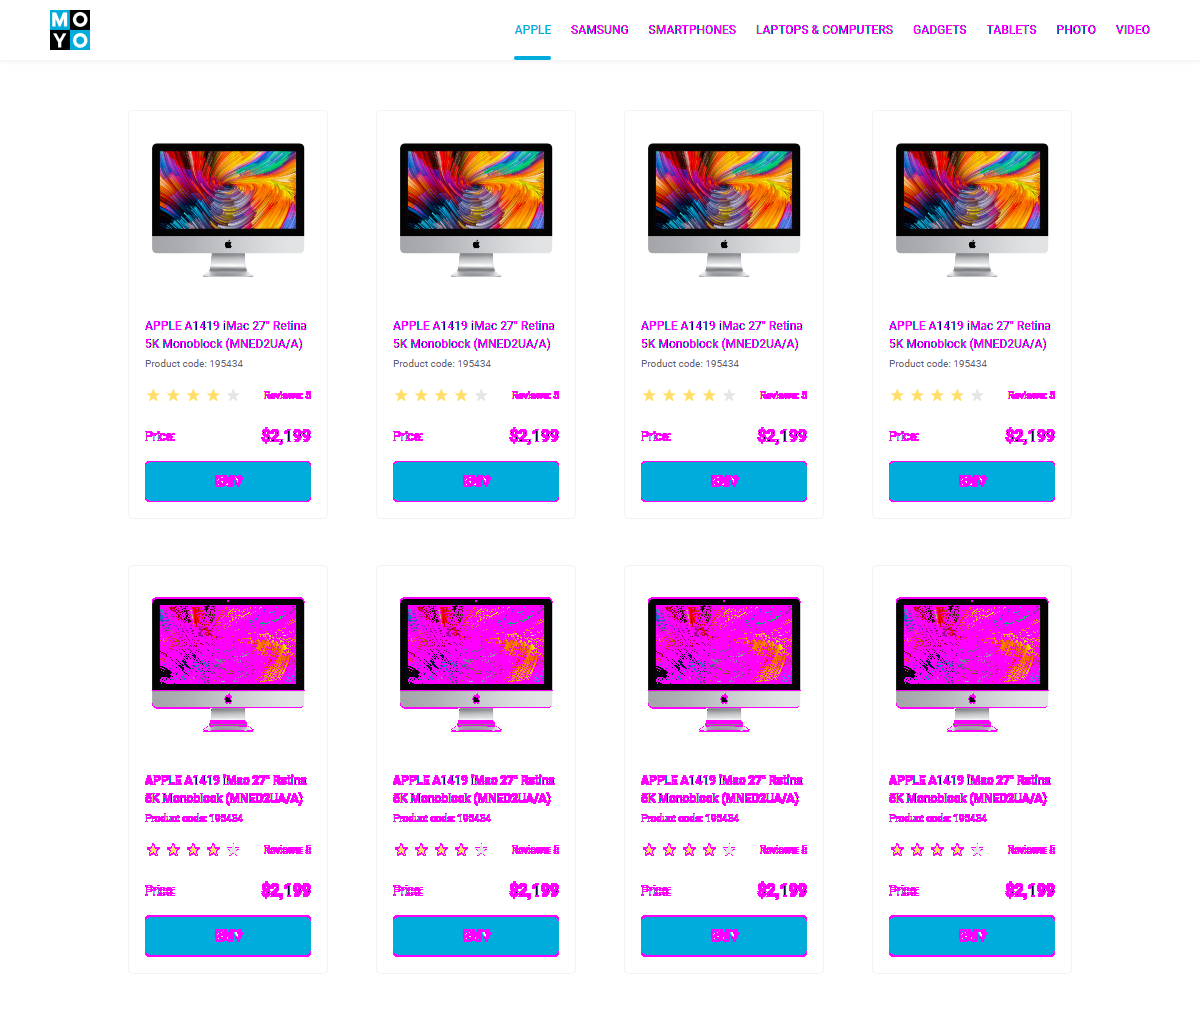 MO
YO
APPLE SAMSUNG SMARTPHONES LAPTOPS & COMPUTERS GADGETS TABLETS PHOTO VIDEO
APPLE A1419 iMac 27" Retina APPLE A1419 iMac 27" Retina APPLE A1419 iMac 27" Retina APPLE A1419 iMac 27" Retina
5K Monoblock (MNED2UA/A) 5K Monoblock (MNED2UA/A) 5K Monoblock (MNED2UA/A) 5K Monoblock (MNED2UA/A)
Product code: 195434 Product code: 195434 Product code: 195434 Product code: 195434
Reviews: 5 Reviews: 5 Reviews: 5 Reviews: 5
Price: $2,199 Price: $2,199 Price: $2,199 Price: $2,199
BUY BUY BUY BUY
APPLE A1419 iMac 27" Retina APPLE A1419 iMac 27" Retina APPLE A1419 iMac 27" Retina APPLE A1419 iMac 27" Retina
5K Monoblock (MNED2UA/A) 5K Monoblock (MNED2UA/A) 5K Monoblock (MNED2UA/A) 5K Monoblock (MNED2UA/A)
Product code: 195434 Product code: 195434 Product code: 195434 Product code: 195434
Reviews: 5 Reviews: 5 Reviews: 5 Reviews: 5
Price: $2,199 Price: $2,199 Price: $2,199 Price: $2,199
BUY BUY BUY BUY